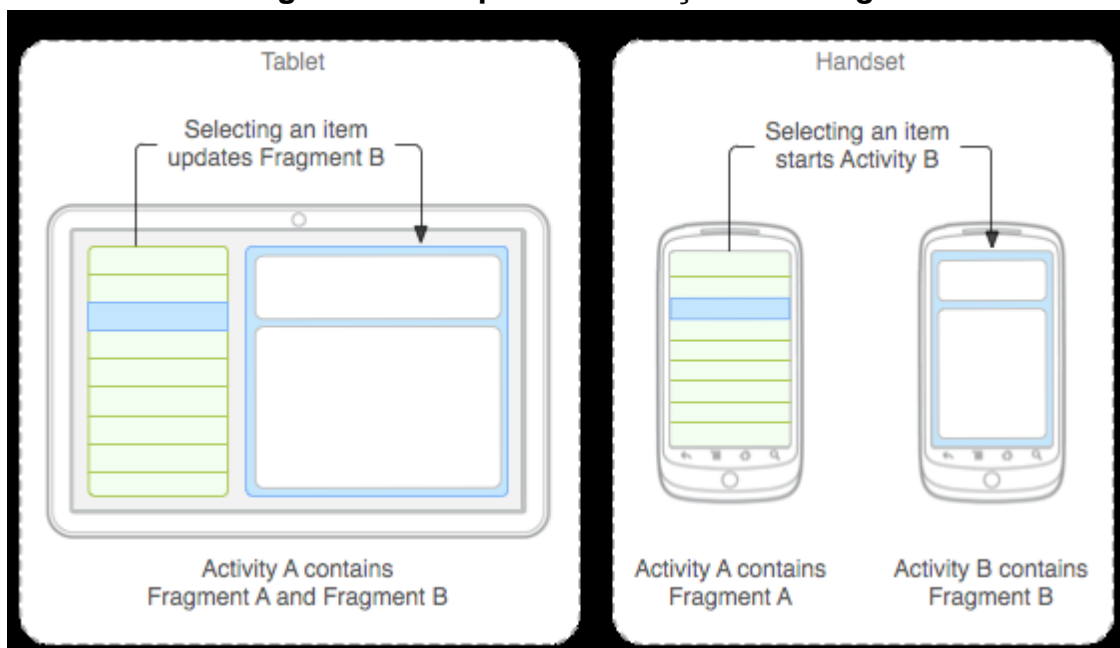 Tablet
Selecting an item
updates Fragment B
Activity A contains
Fragment A and Fragment B
Handset
Selecting an item
starts Activity B
Activity A contains
Fragment A
Activity B contains
Fragment B